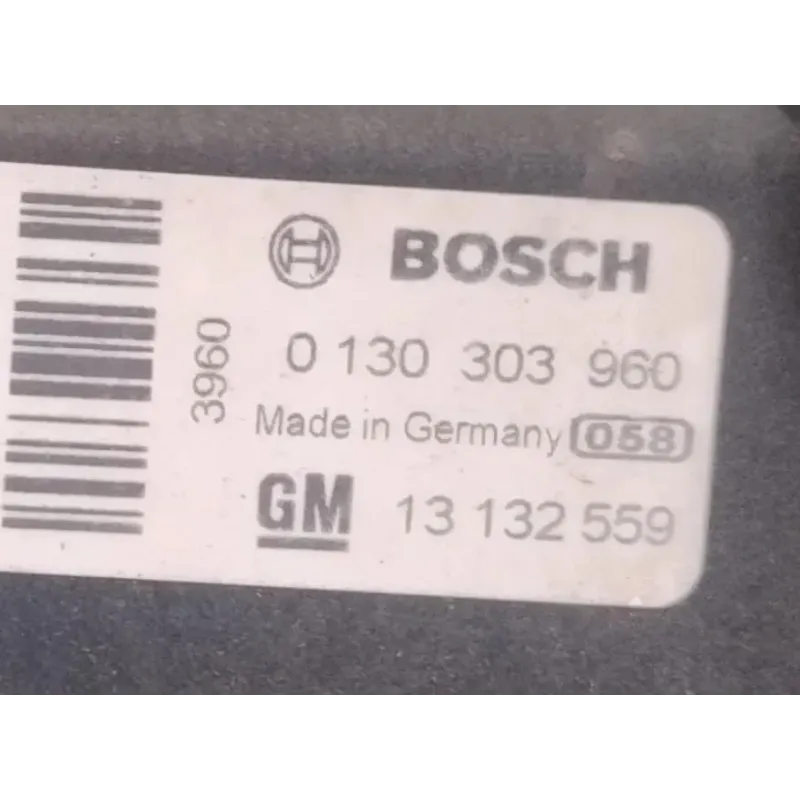 BOSCH
0 130 303 960
3960
Made in Germany 058
GM 13 132 559